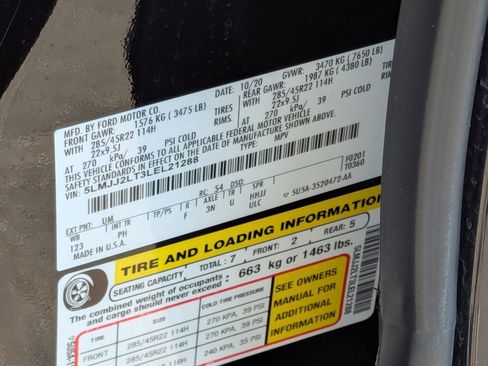 MFD. BY FORD MOTOR CO.
10/20 GVWR: 3470 KG (7650 LB)
FRONT GAWR: 1576 KG (3475 LB)
REAR GAWR: 1987 KG (4380 LB)
WITH 285/45R22 114H
WITH 285/45R22 114H
22x9.5J
22x9.5J
AT 270 kPa/ 39 PSI COLD
AT 270 kPa/ 39 PSI COLD
THIS VEHICLE CONFORMS TO ALL APPLICABLE FEDERAL MOTOR VEHICLE
SAFETY STANDARDS IN EFFECT ON THE DATE OF MANUFACTURE SHOWN ABOVE.
VIN: 5LMJJ2LT3LEL21288
TYPE: MPV
F0201
T0360
EXT PNT: UM RC: 54 DSO:
WB INT TR TP/PS R AXLE TR SPR
123 PH F 3N U HHJJ
ULC
MADE IN U.S.A.
SU5A-3520472-AA
TIRE AND LOADING INFORMATION
SEATING CAPACITY TOTAL: 7 FRONT: 2 REAR: 5
The combined weight of occupants and cargo should never exceed 663 kg or 1463 lbs.
TIRE SIZE COLD TIRE PRESSURE
FRONT 285/45R22 114H 270 KPA, 39 PSI
285/45R22 114H 270 KPA, 39 PSI
240 KPA, 35 PSI
SEE OWNERS
MANUAL FOR
ADDITIONAL
INFORMATION
5LMJJ2LT3LEL21288